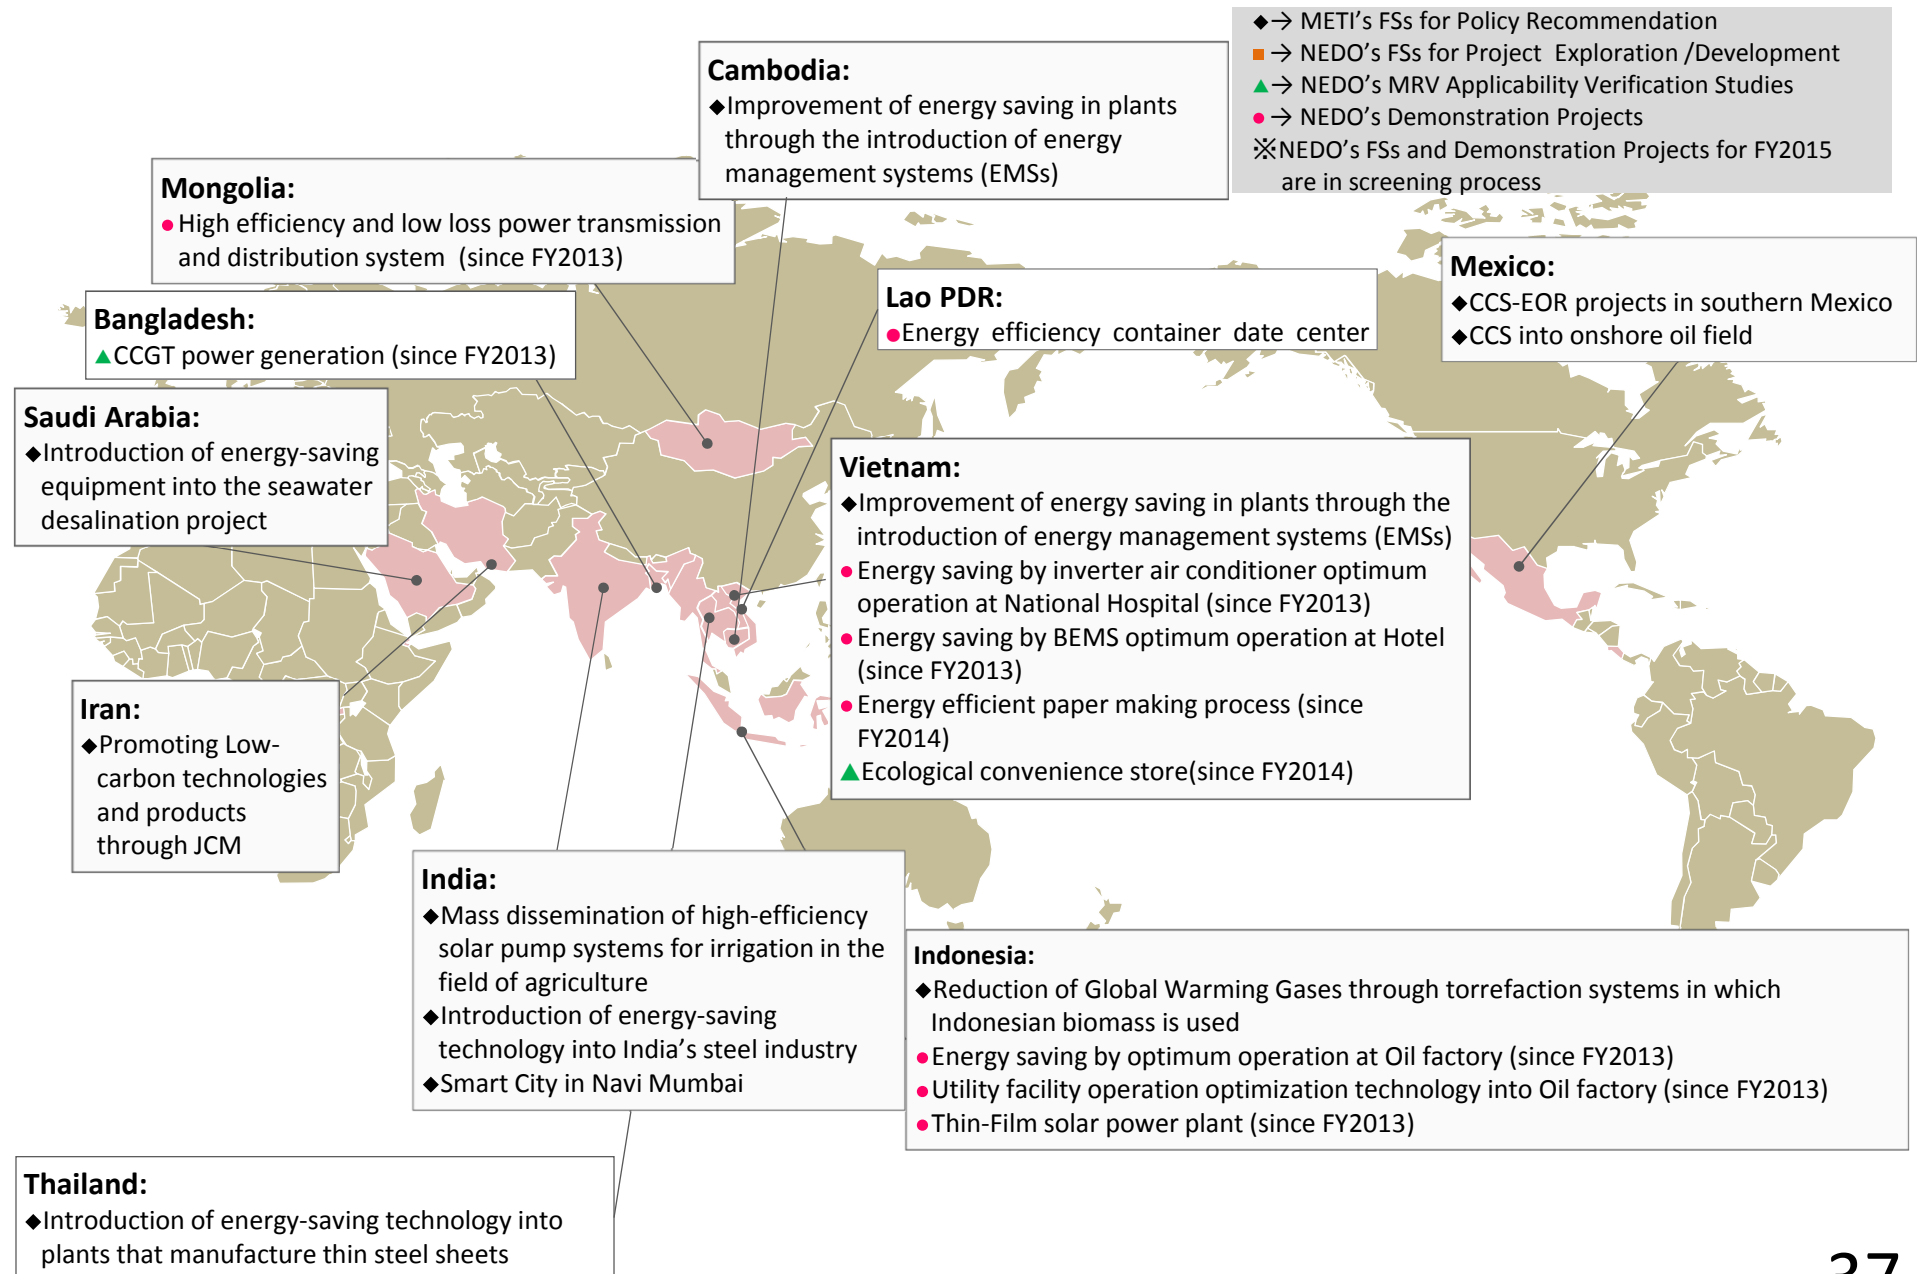 ◆→ METI's FSs for Policy Recommendation
■→ NEDO's FSs for Project Exploration /Development
▲→ NEDO's MRV Applicability Verification Studies
●→ NEDO's Demonstration Projects
※NEDO's FSs and Demonstration Projects for FY2015
are in screening process
Cambodia:
◆Improvement of energy saving in plants
through the introduction of energy
management systems (EMSs)
Mongolia:
●High efficiency and low loss power transmission
and distribution system (since FY2013)
Lao PDR:
●Energy efficiency container date center
Mexico:
◆CCS-EOR projects in southern Mexico
◆CCS into onshore oil field
Bangladesh:
▲CCGT power generation (since FY2013)
Saudi Arabia:
◆Introduction of energy-saving
equipment into the seawater
desalination project
Vietnam:
◆Improvement of energy saving in plants through the
introduction of energy management systems (EMSs)
●Energy saving by inverter air conditioner optimum
operation at National Hospital (since FY2013)
●Energy saving by BEMS optimum operation at Hotel
(since FY2013)
●Energy efficient paper making process (since
FY2014)
▲Ecological convenience store(since FY2014)
Iran:
◆Promoting Low-
carbon technologies
and products
through JCM
India:
◆Mass dissemination of high-efficiency
solar pump systems for irrigation in the
field of agriculture
◆Introduction of energy-saving
technology into India's steel industry
◆Smart City in Navi Mumbai
Indonesia:
◆Reduction of Global Warming Gases through torrefaction systems in which
Indonesian biomass is used
●Energy saving by optimum operation at Oil factory (since FY2013)
●Utility facility operation optimization technology into Oil factory (since FY2013)
●Thin-Film solar power plant (since FY2013)
Thailand:
◆Introduction of energy-saving technology into
plants that manufacture thin steel sheets
37